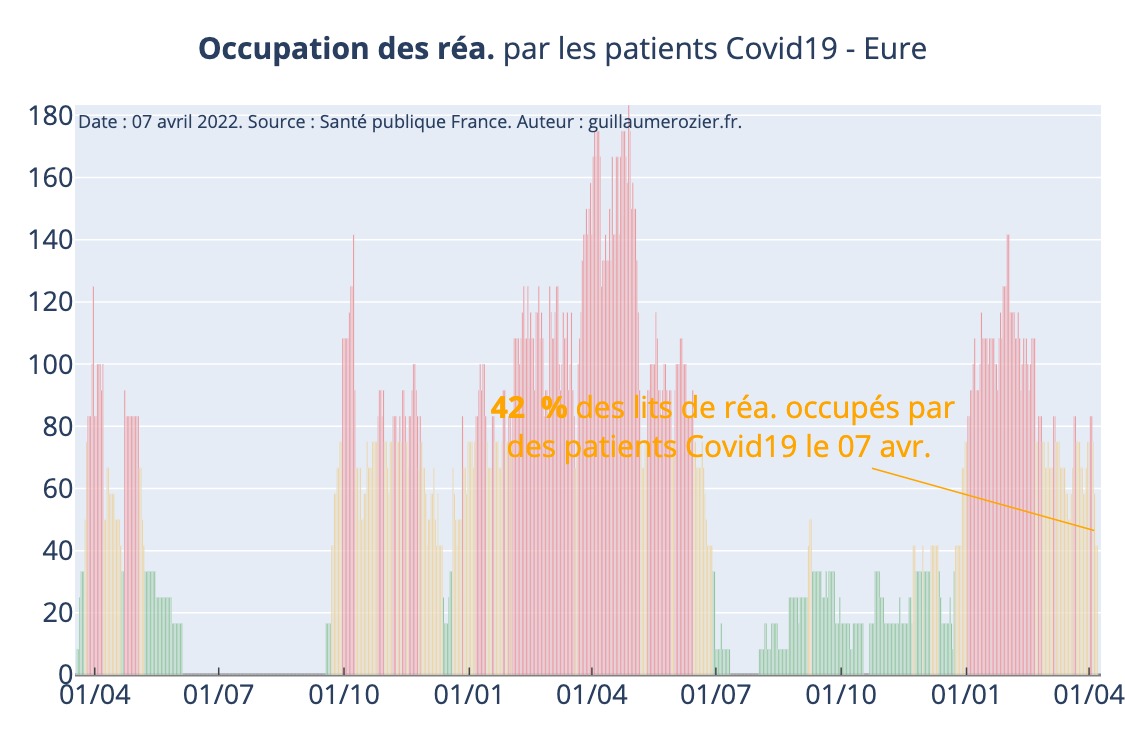 Occupation des réa. par les patients Covid19 - Eure
180
Date : 07 avril 2022. Source : Santé publique France. Auteur : guillaumerozier.fr.
160
140
120
100
80
60
40
20
0
42 % des lits de réa. occupés par
des patients Covid19 le 07 avr.
01/04 01/07 01/10 01/01 01/04 01/07 01/10 01/01 01/04